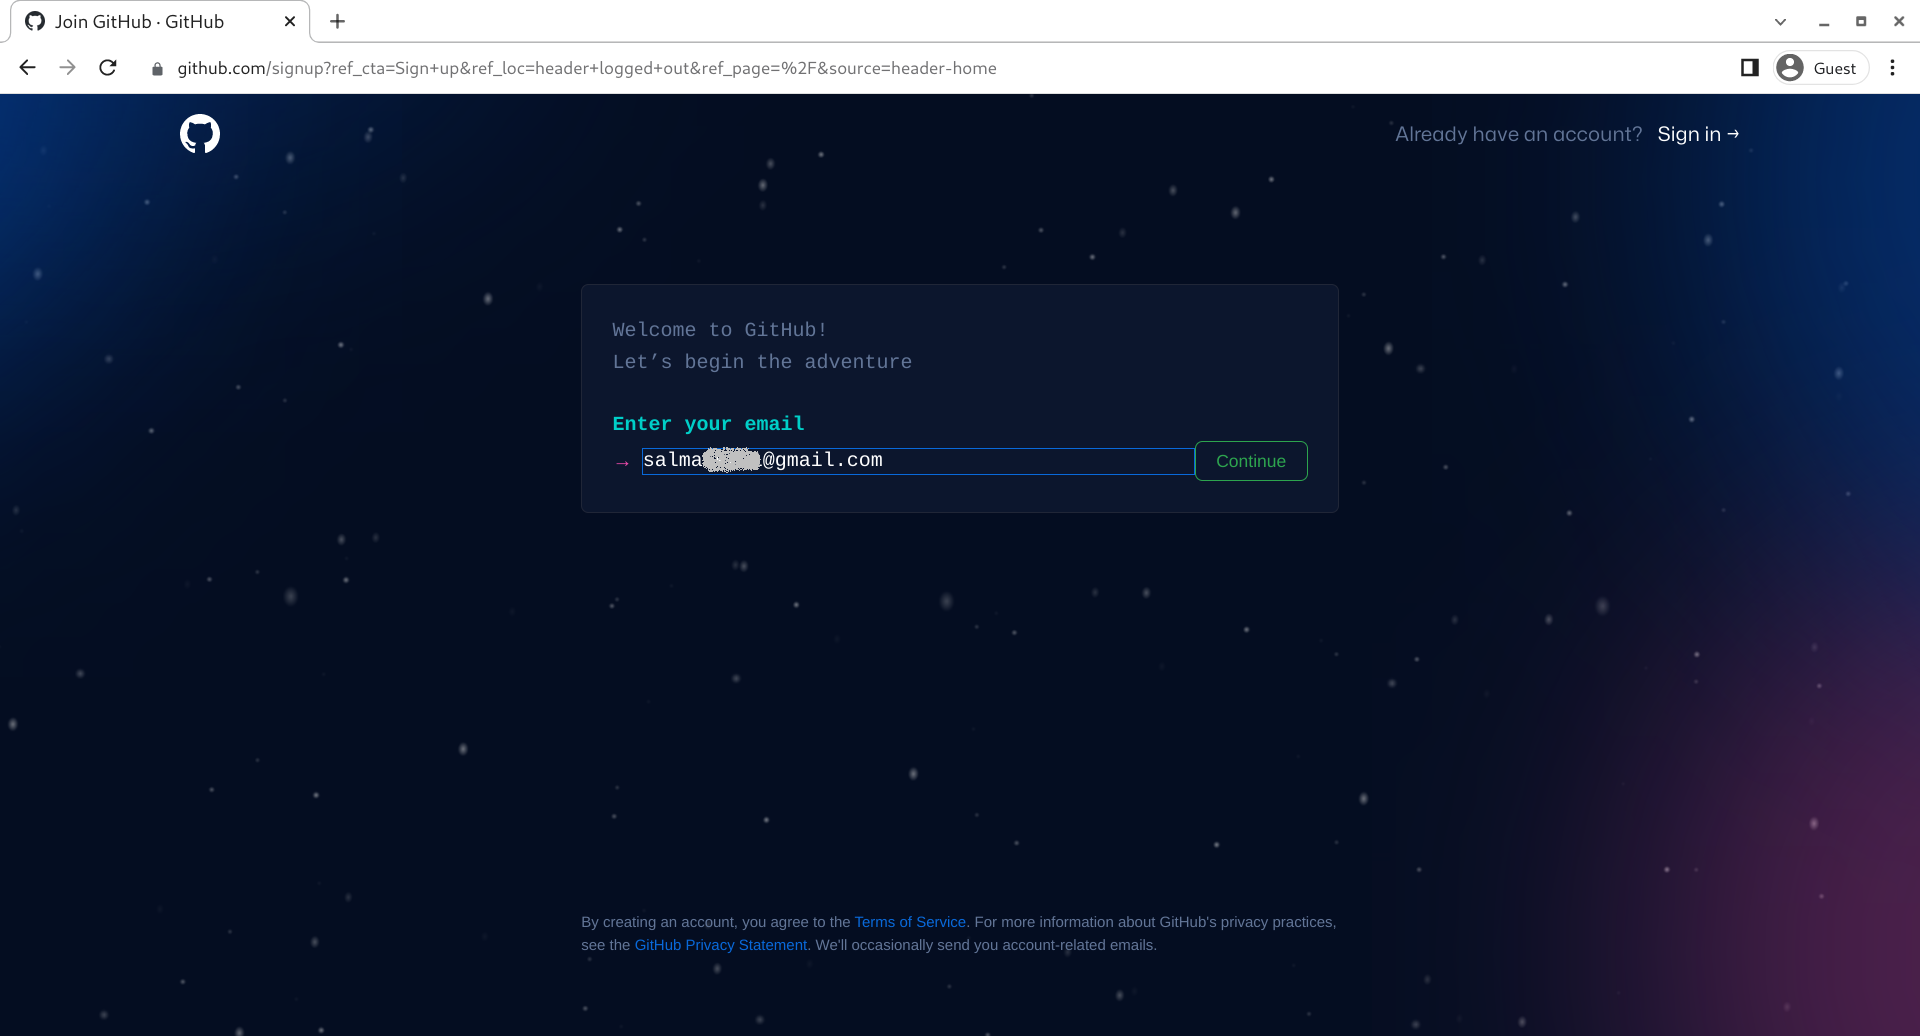 Join GitHub · GitHub
github.com/signup?ref_cta=Sign+up&ref_loc=header+logged+out&ref_page=%2F&source=header-home
Guest
Already have an account? Sign in →
Welcome to GitHub!
Let’s begin the adventure
Enter your email
→ salma @gmail.com
Continue
By creating an account, you agree to the Terms of Service. For more information about GitHub's privacy practices,
see the GitHub Privacy Statement. We'll occasionally send you account-related emails.